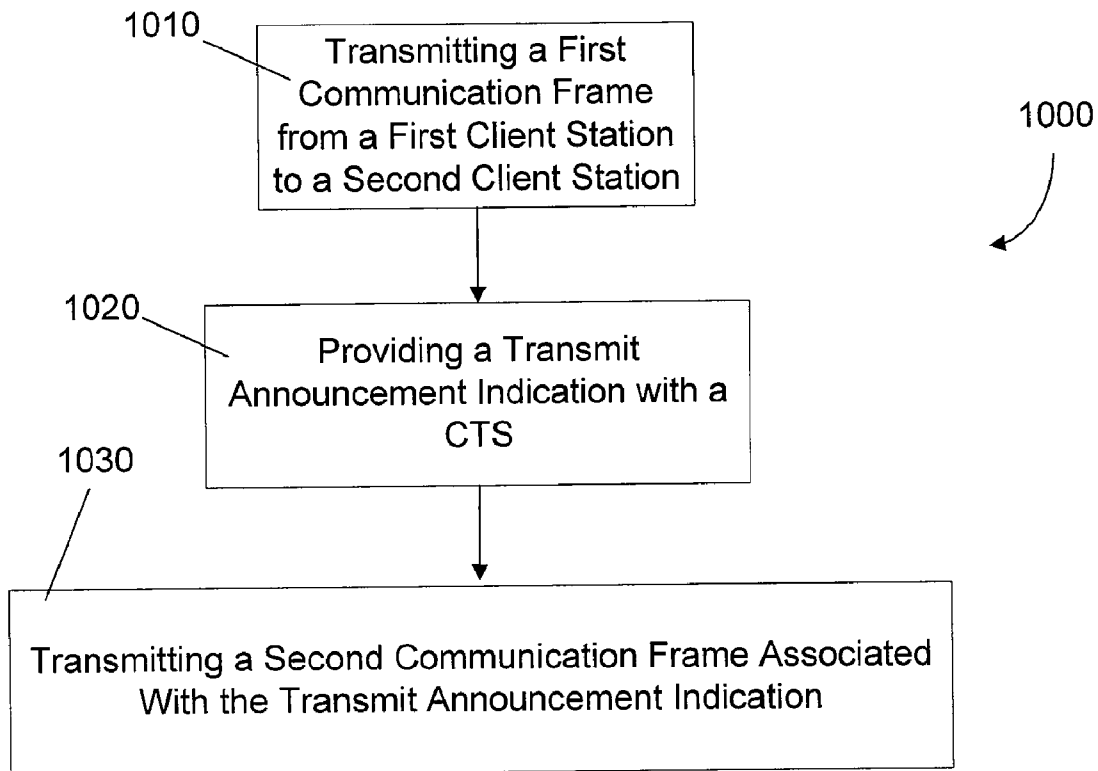 1010
Transmitting a First
Communication Frame
from a First Client Station
to a Second Client Station
1000
1020
Providing a Transmit
Announcement Indication with a
CTS
1030
Transmitting a Second Communication Frame Associated
With the Transmit Announcement Indication